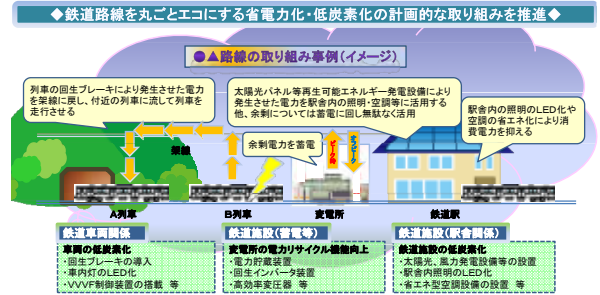 ◆鉄道路線を丸ごとエコにする省電力化・低炭素化の計画的な取り組みを推進◆
●▲路線の取り組み事例（イメージ）
列車の回生ブレーキにより発生させた電力
を架線に戻し、付近の列車に流して列車を
走行させる
太陽光パネル等再生可能エネルギー発電設備により
発生させた電力を駅舎内の照明・空調等に活用する
他、余剰については蓄電に回し無駄なく活用
駅舎内の照明のLED化や
空調の省エネ化により消
費電力を抑える
架線
余剰電力を蓄電
ピーク時
オフピーク
A列車
B列車
変電所
鉄道駅
鉄道車両関係
車両の低炭素化
・回生ブレーキの導入
・車内灯のLED化
・VVVF制御装置の搭載　等
鉄道施設（蓄電等）
変電所の電力リサイクル機能向上
・電力貯蔵装置
・回生インバータ装置
・高効率変圧器　等
鉄道施設（駅舎関係）
鉄道施設の低炭素化
・太陽光、風力発電設備等の設置
・駅舎内照明のLED化
・省エネ型空調設備の設置　等